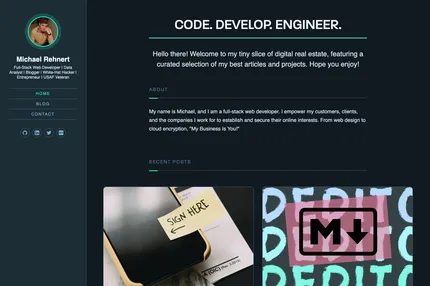 Michael Rehnert
Full-Stack Web Developer | Data
Analyst | Blogger | White-Hat Hacker |
Entrepreneur | USAF Veteran
HOME
BLOG
CONTACT
CODE. DEVELOP. ENGINEER.
Hello there! Welcome to my tiny slice of digital real estate, featuring a
curated selection of my best articles and projects. Hope you enjoy!
ABOUT
My name is Michael, and I am a full-stack web developer. I empower my customers, clients,
and the companies I work for to establish and secure their online interests. From web design to
cloud encryption, "My Business Is You!"
RECENT POSTS
SIGN HERE
M